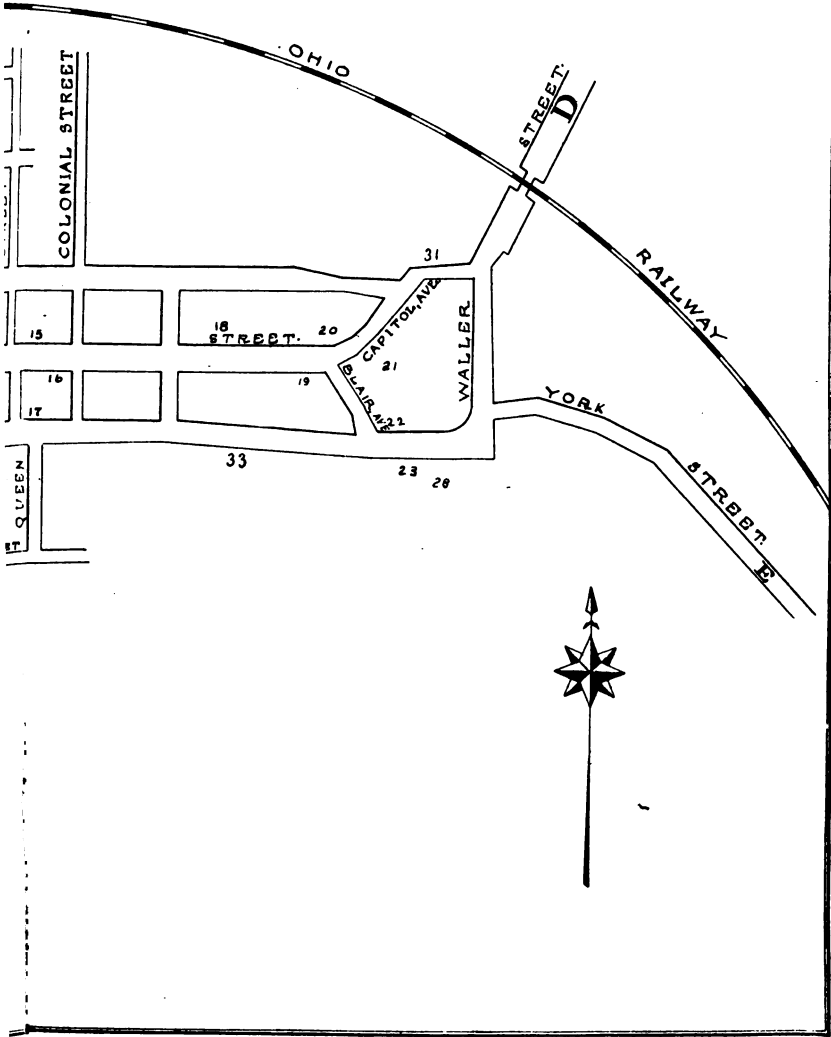 OHIO
STREET.
D
COLONIAL STREET
31
RAILWAY
CAPITOL, AVE.
WALLER
15
18
20
STREET.
21
16
19
BLAIR AVE
17
22
YORK
33
23
28
QUEEN
ET
STREET.
E